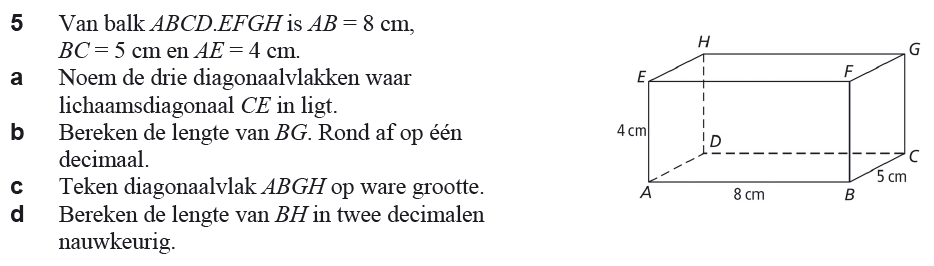 5 Van balk ABCD.EFGH is AB = 8 cm,
BC = 5 cm en AE = 4 cm.
a Noem de drie diagonaalvlakken waar
lichaamsdiagonaal CE in ligt.
b Bereken de lengte van BG. Rond af op één
decimaal.
c Teken diagonaalvlak ABGH op ware grootte.
d Bereken de lengte van BH in twee decimalen
nauwkeurig.
H
G
E
F
4 cm
D
C
5 cm
A
8 cm
B